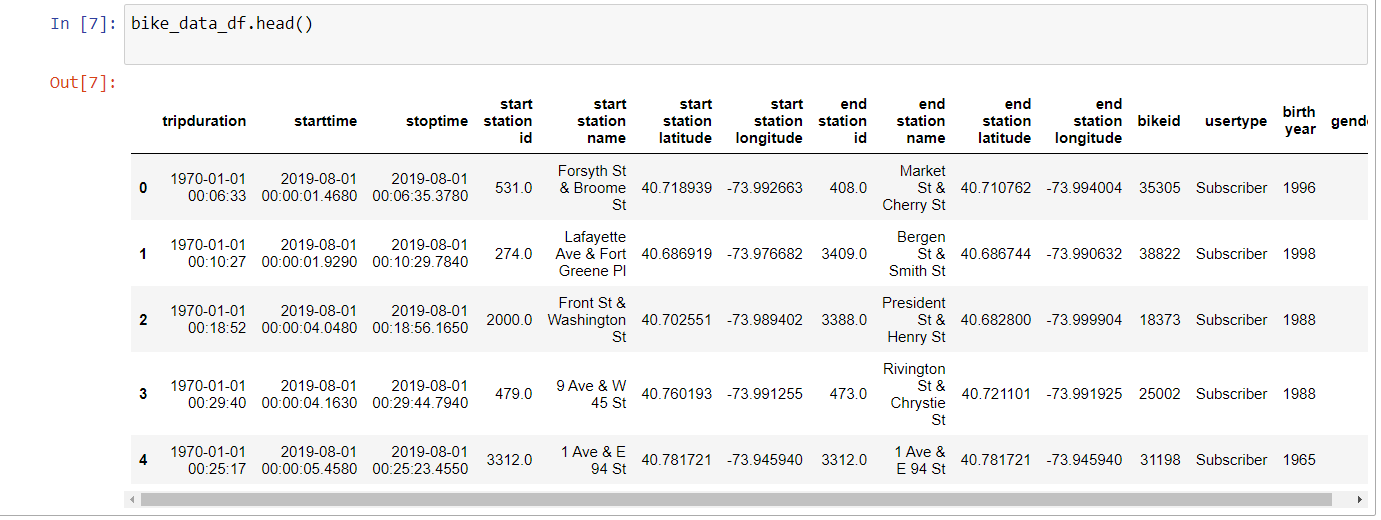 In [7]: bike_data_df.head()
Out[7]:
tripduration starttime stoptime start station id start station name start station latitude start station longitude end station id end station name end station latitude end station longitude bikeid usertype birth year gende
0 1970-01-01 00:06:33 2019-08-01 00:00:01.4680 2019-08-01 00:06:35.3780 531.0 Forsyth St & Broome St 40.718939 -73.992663 408.0 Market St & Cherry St 40.710762 -73.994004 35305 Subscriber 1996
1 1970-01-01 00:10:27 2019-08-01 00:00:01.9290 2019-08-01 00:10:29.7840 274.0 Lafayette Ave & Fort Greene Pl 40.686919 -73.976682 3409.0 Bergen St & Smith St 40.686744 -73.990632 38822 Subscriber 1998
2 1970-01-01 00:18:52 2019-08-01 00:00:04.0480 2019-08-01 00:18:56.1650 2000.0 Front St & Washington St 40.702551 -73.989402 3388.0 President St & Henry St 40.682800 -73.999904 18373 Subscriber 1988
3 1970-01-01 00:29:40 2019-08-01 00:00:04.1630 2019-08-01 00:29:44.7940 479.0 9 Ave & W 45 St 40.760193 -73.991255 473.0 Rivington St & Chrystie St 40.721101 -73.991925 25002 Subscriber 1988
4 1970-01-01 00:25:17 2019-08-01 00:00:05.4580 2019-08-01 00:25:23.4550 3312.0 1 Ave & E 94 St 40.781721 -73.945940 3312.0 1 Ave & E 94 St 40.781721 -73.945940 31198 Subscriber 1965